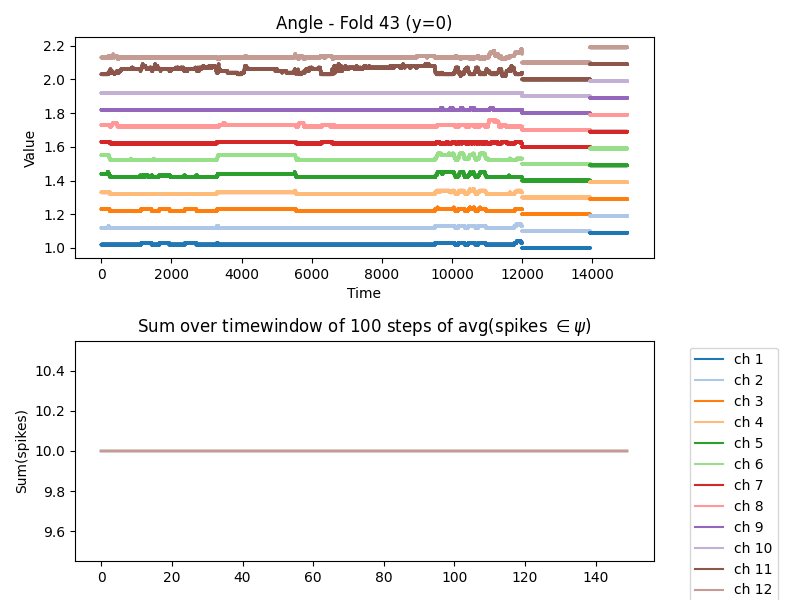 Angle - Fold 43 (y=0)
Value
2.2
2.0
1.8
1.6
1.4
1.2
1.0
0 2000 4000 6000 8000 10000 12000 14000
Time
Sum over timewindow of 100 steps of avg(spikes ∈ ψ)
Sum(spikes)
10.4
10.2
10.0
9.8
9.6
0 20 40 60 80 100 120 140
ch 1
ch 2
ch 3
ch 4
ch 5
ch 6
ch 7
ch 8
ch 9
ch 10
ch 11
ch 12